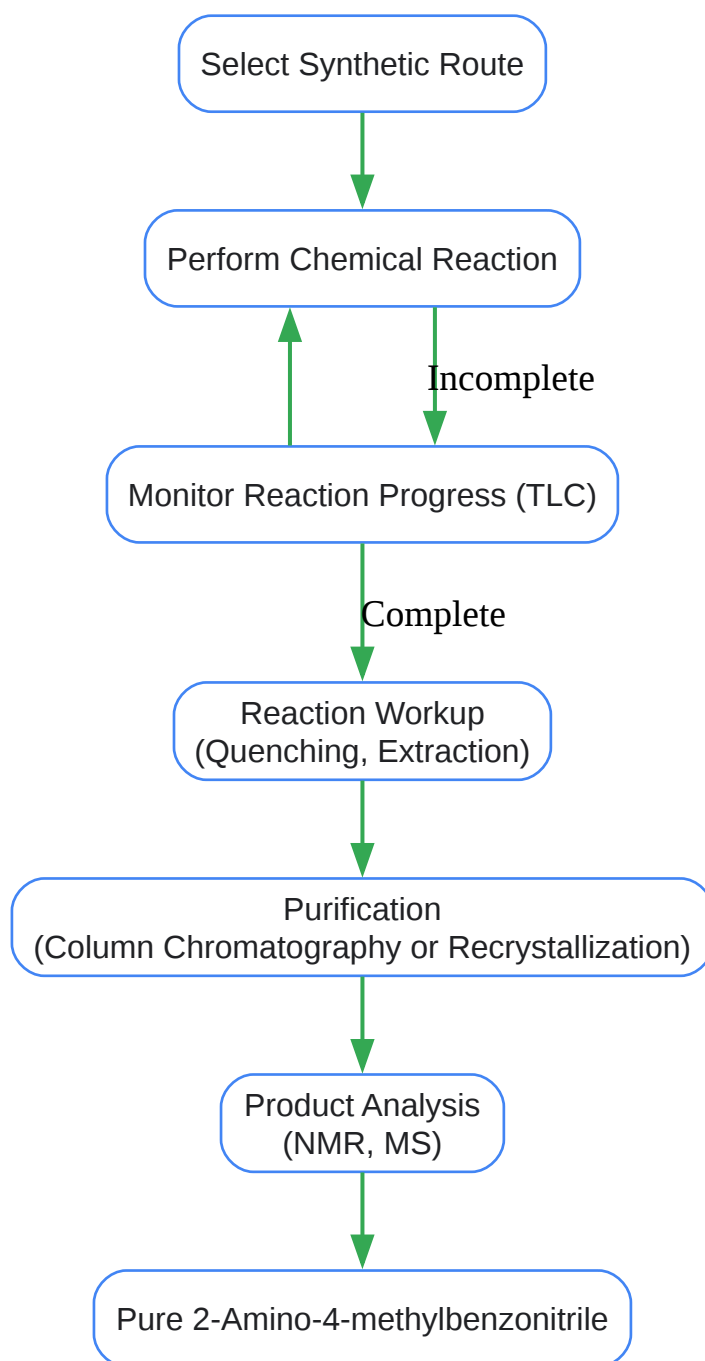 Select Synthetic Route
Perform Chemical Reaction
Incomplete
Monitor Reaction Progress (TLC)
Complete
Reaction Workup
(Quenching, Extraction)
Purification
(Column Chromatography or Recrystallization)
Product Analysis
(NMR, MS)
Pure 2-Amino-4-methylbenzonitrile